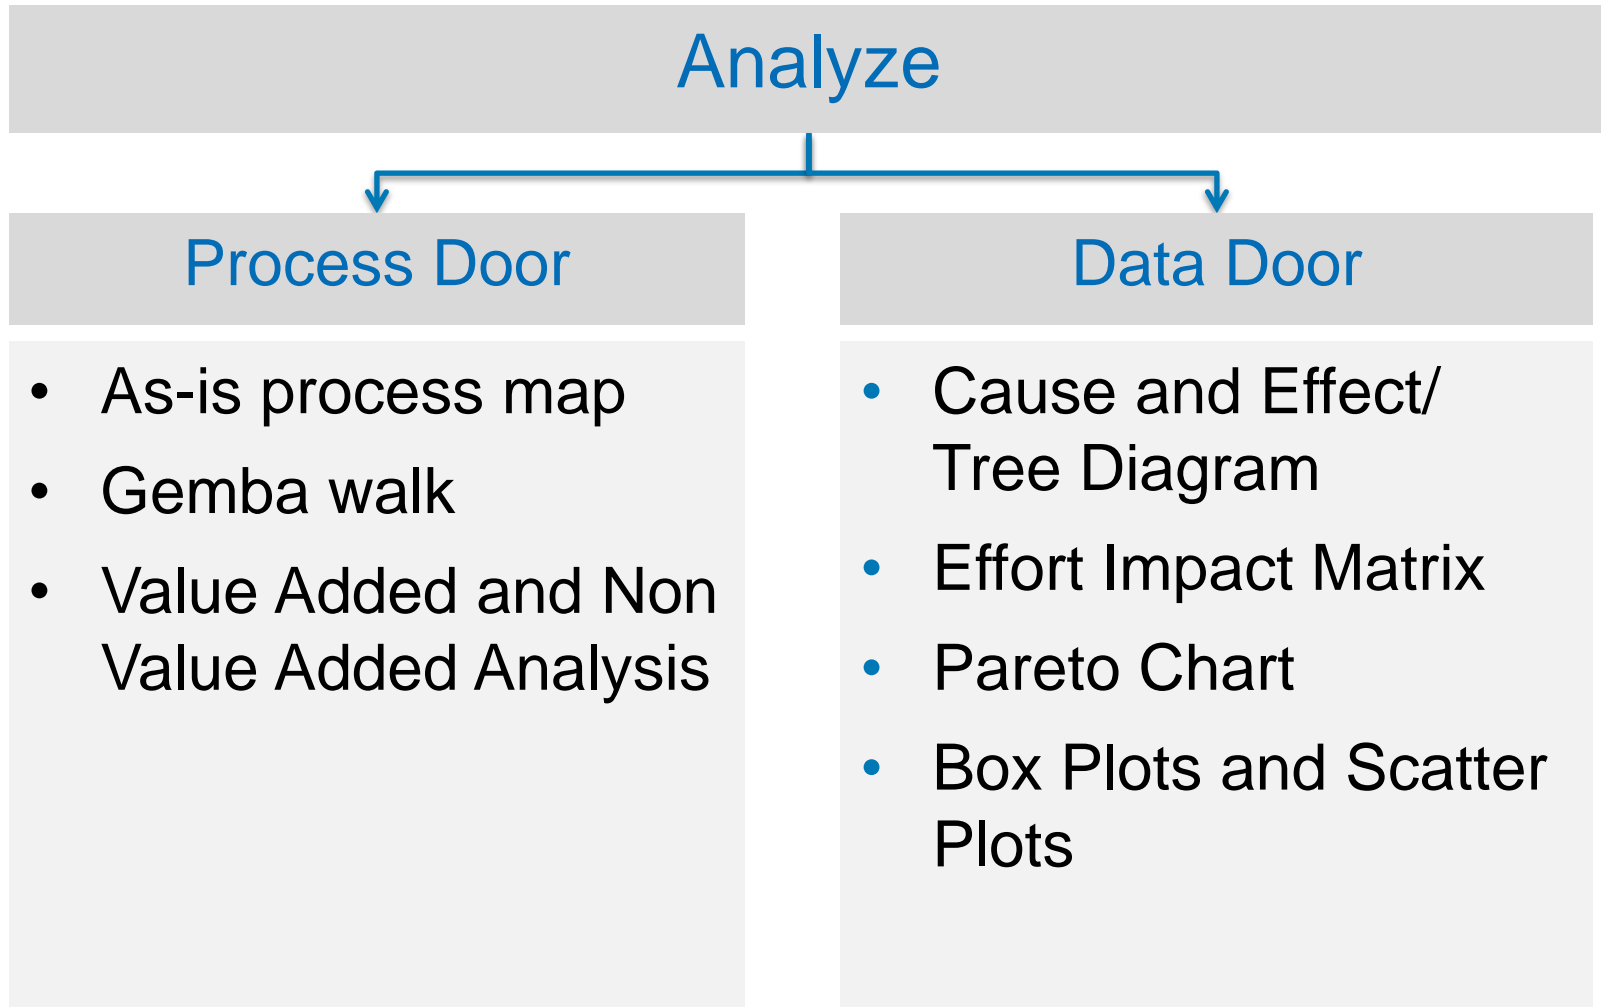 Analyze
Process Door
• As-is process map
• Gemba walk
• Value Added and Non
Value Added Analysis
Data Door
• Cause and Effect/
Tree Diagram
• Effort Impact Matrix
• Pareto Chart
• Box Plots and Scatter
Plots